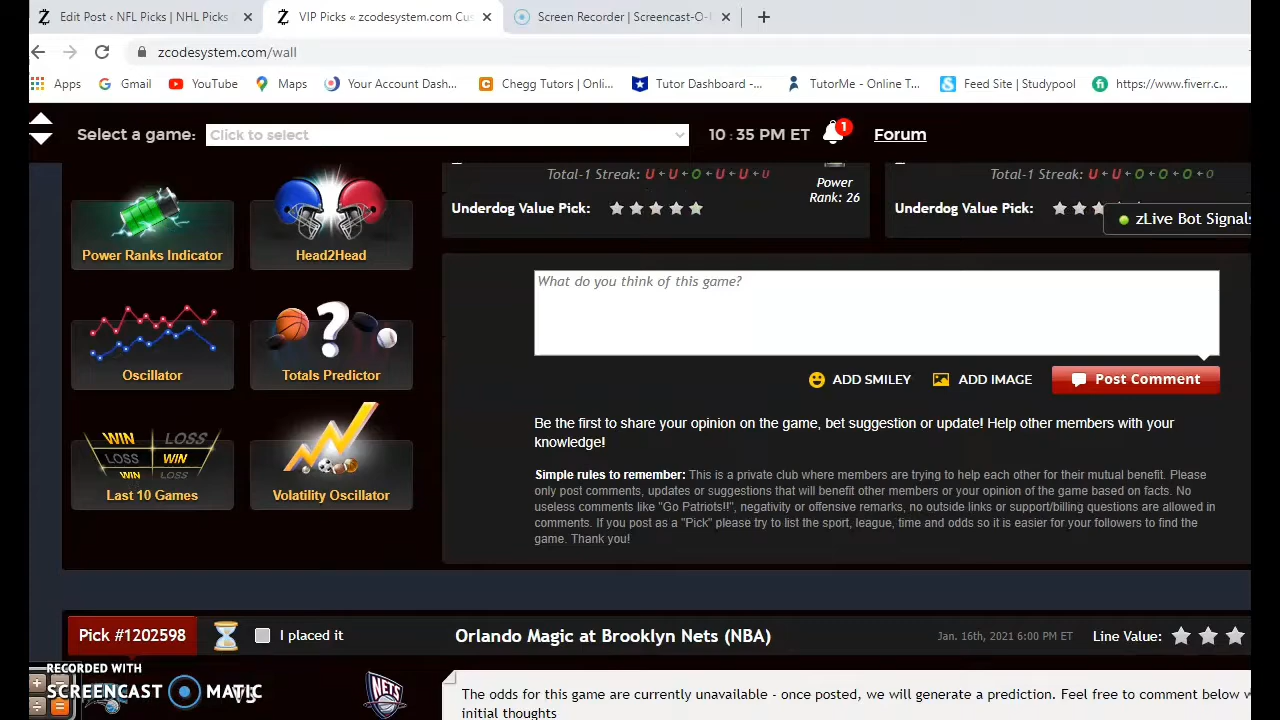 Edit Post ‹ NFL Picks | NHL Picks
VIP Picks « zcodesystem.com Cus
Screen Recorder | Screencast-O-
zcodesystem.com/wall
Apps
Gmail
YouTube
Maps
Your Account Dash...
Chegg Tutors | Onli...
Tutor Dashboard -...
TutorMe - Online T...
Feed Site | Studypool
https://www.fiverr.c...
Select a game:
Click to select
10:35 PM ET
1
Forum
Total-1 Streak: U ← U ← O ← U ← U ← U
Power
Rank: 26
Total-1 Streak: U ← U ← O ← O ← O ← O
Underdog Value Pick:
Underdog Value Pick:
zLive Bot Signals
Power Ranks Indicator
Head2Head
What do you think of this game?
Oscillator
Totals Predictor
ADD SMILEY
ADD IMAGE
Post Comment
Be the first to share your opinion on the game, bet suggestion or update! Help other members with your
knowledge!
WIN LOSS
LOSS WIN
WIN LOSS
Last 10 Games
Volatility Oscillator
Simple rules to remember: This is a private club where members are trying to help each other for their mutual benefit. Please
only post comments, updates or suggestions that will benefit other members or your opinion of the game based on facts. No
useless comments like "Go Patriots!!", negativity or offensive remarks, no outside links or support/billing questions are allowed in
comments. If you post as a "Pick" please try to list the sport, league, time and odds so it is easier for your followers to find the
game. Thank you!
Pick #1202598
I placed it
Orlando Magic at Brooklyn Nets (NBA)
Jan. 16th, 2021 6:00 PM ET
Line Value:
RECORDED WITH
SCREENCAST MATIC
VS
NETS
The odds for this game are currently unavailable - once posted, we will generate a prediction. Feel free to comment below w
initial thoughts